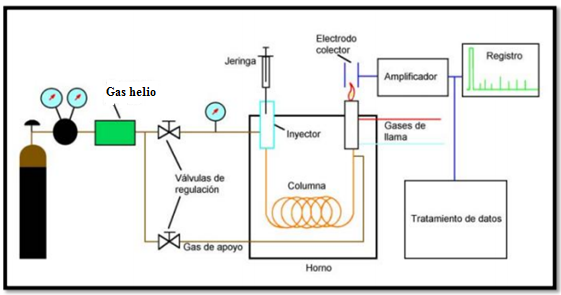 Electrodo
colector
Jeringa
Registro
Amplificador
Gas helio
Inyector
Gases de
llama
Válvulas de
regulación
Columna
Tratamiento de datos
Gas de apoyo
Horno